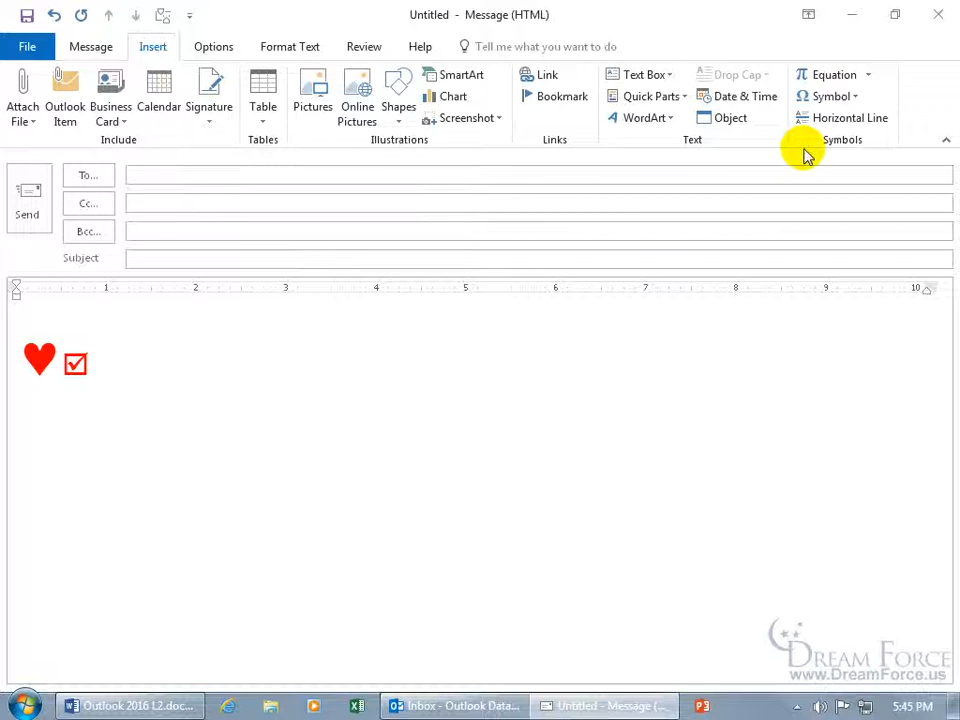 Untitled - Message (HTML)
File Message Insert Options Format Text Review Help Tell me what you want to do
Attach File
Outlook Item
Business Card
Calendar
Signature
Include
Table
Tables
Pictures
Online Pictures
Shapes
SmartArt
Chart
Screenshot
Illustrations
Link
Bookmark
Links
Text Box
Quick Parts
WordArt
Drop Cap
Date & Time
Object
Text
Equation
Symbol
Horizontal Line
Symbols
Send
To...
Cc...
Bcc...
Subject
1 2 3 4 5 6 7 8 9 10
DREAM FORCE
www.DreamForce.us
Outlook 2016 L2.doc... Inbox - Outlook Data... Untitled - Message (... 5:45 PM